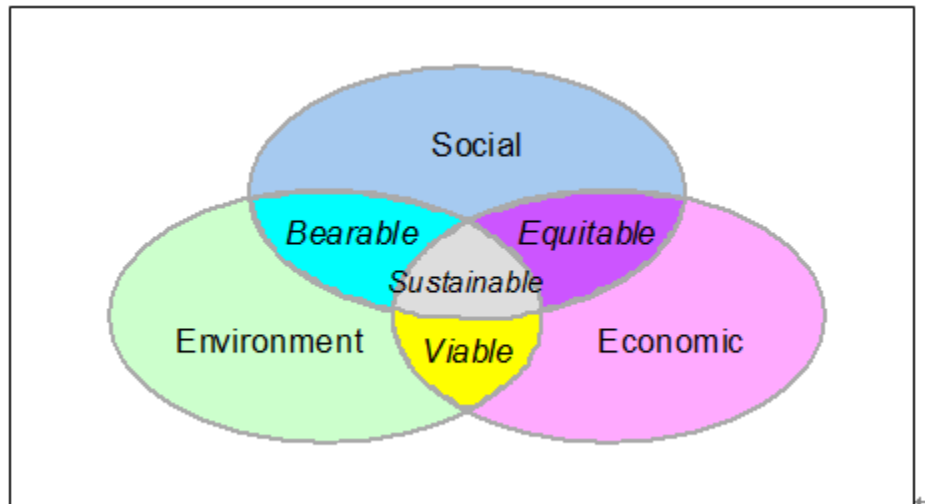 Social
Bearable
Equitable
Sustainable
Environment
Viable
Economic